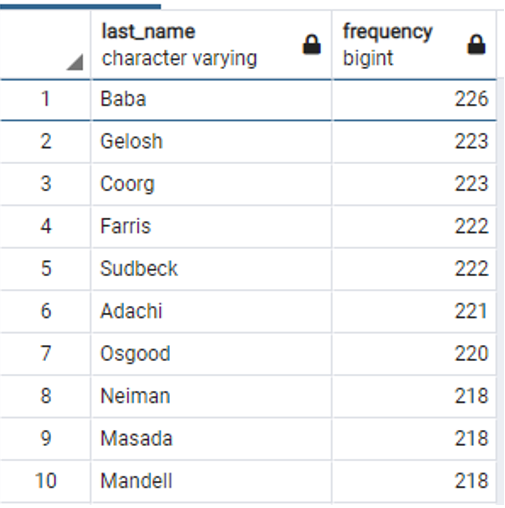 last_name frequency
character varying bigint
1 Baba 226
2 Gelosh 223
3 Coorg 223
4 Farris 222
5 Sudbeck 222
6 Adachi 221
7 Osgood 220
8 Neiman 218
9 Masada 218
10 Mandell 218